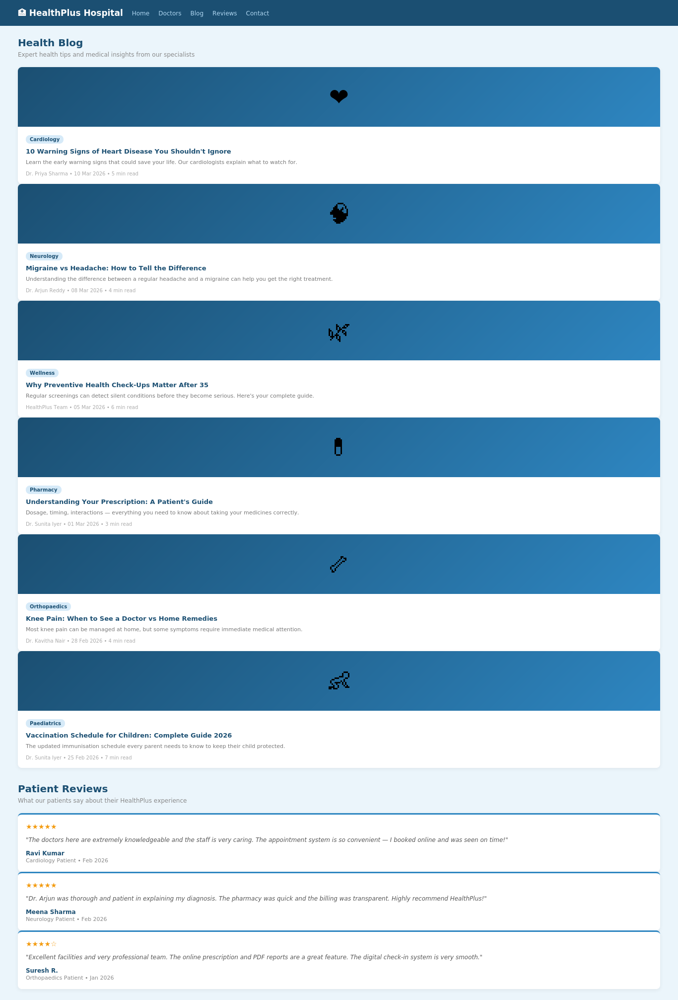 🏥 HealthPlus Hospital Home Doctors Blog Reviews Contact
Health Blog
Expert health tips and medical insights from our specialists
Cardiology
10 Warning Signs of Heart Disease You Shouldn't Ignore
Learn the early warning signs that could save your life. Our cardiologists explain what to watch for.
Dr. Priya Sharma • 10 Mar 2026 • 5 min read
Neurology
Migraine vs Headache: How to Tell the Difference
Understanding the difference between a regular headache and a migraine can help you get the right treatment.
Dr. Arjun Reddy • 08 Mar 2026 • 4 min read
Wellness
Why Preventive Health Check-Ups Matter After 35
Regular screenings can detect silent conditions before they become serious. Here's your complete guide.
HealthPlus Team • 05 Mar 2026 • 6 min read
Pharmacy
Understanding Your Prescription: A Patient's Guide
Dosage, timing, interactions — everything you need to know about taking your medicines correctly.
Dr. Sunita Iyer • 01 Mar 2026 • 3 min read
Orthopaedics
Knee Pain: When to See a Doctor vs Home Remedies
Most knee pain can be managed at home, but some symptoms require immediate medical attention.
Dr. Kavitha Nair • 28 Feb 2026 • 4 min read
Paediatrics
Vaccination Schedule for Children: Complete Guide 2026
The updated immunisation schedule every parent needs to know to keep their child protected.
Dr. Sunita Iyer • 25 Feb 2026 • 7 min read
Patient Reviews
What our patients say about their HealthPlus experience
★★★★★
"The doctors here are extremely knowledgeable and the staff is very caring. The appointment system is so convenient — I booked online and was seen on time!"
Ravi Kumar
Cardiology Patient • Feb 2026
★★★★★
"Dr. Arjun was thorough and patient in explaining my diagnosis. The pharmacy was quick and the billing was transparent. Highly recommend HealthPlus!"
Meena Sharma
Neurology Patient • Feb 2026
★★★★☆
"Excellent facilities and very professional team. The online prescription and PDF reports are a great feature. The digital check-in system is very smooth."
Suresh R.
Orthopaedics Patient • Jan 2026